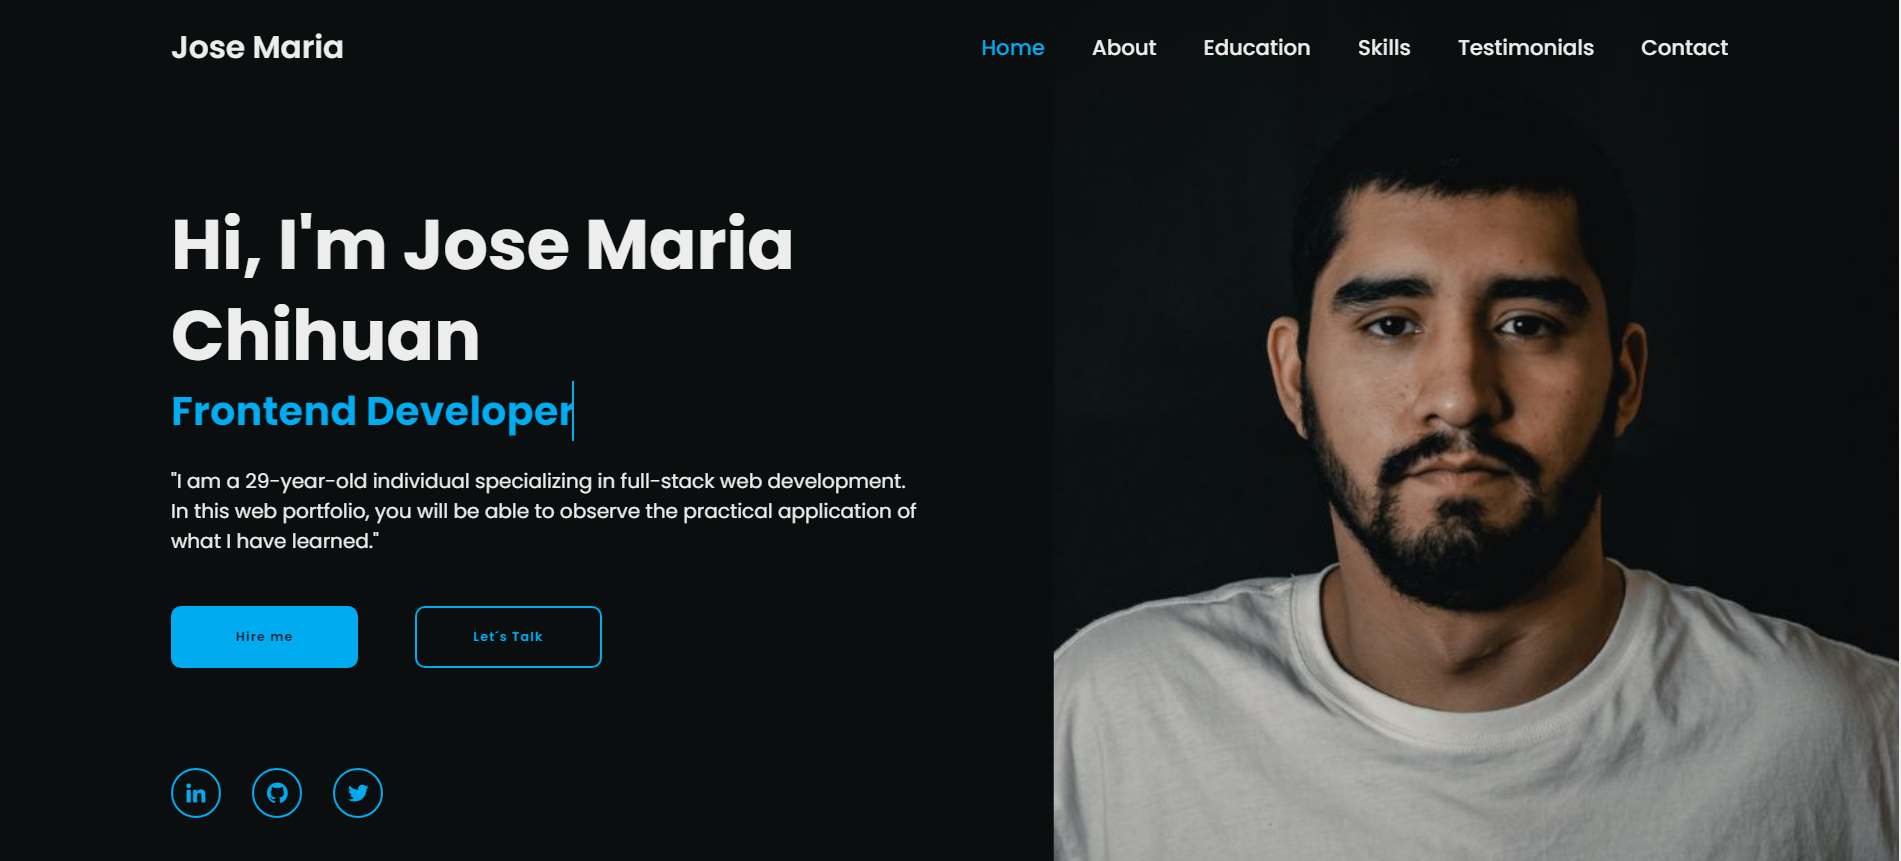 Jose Maria
Home About Education Skills Testimonials Contact
Hi, I'm Jose Maria
Chihuan
Frontend Developer
"I am a 29-year-old individual specializing in full-stack web development.
In this web portfolio, you will be able to observe the practical application of
what I have learned."
Hire me
Let´s Talk
in